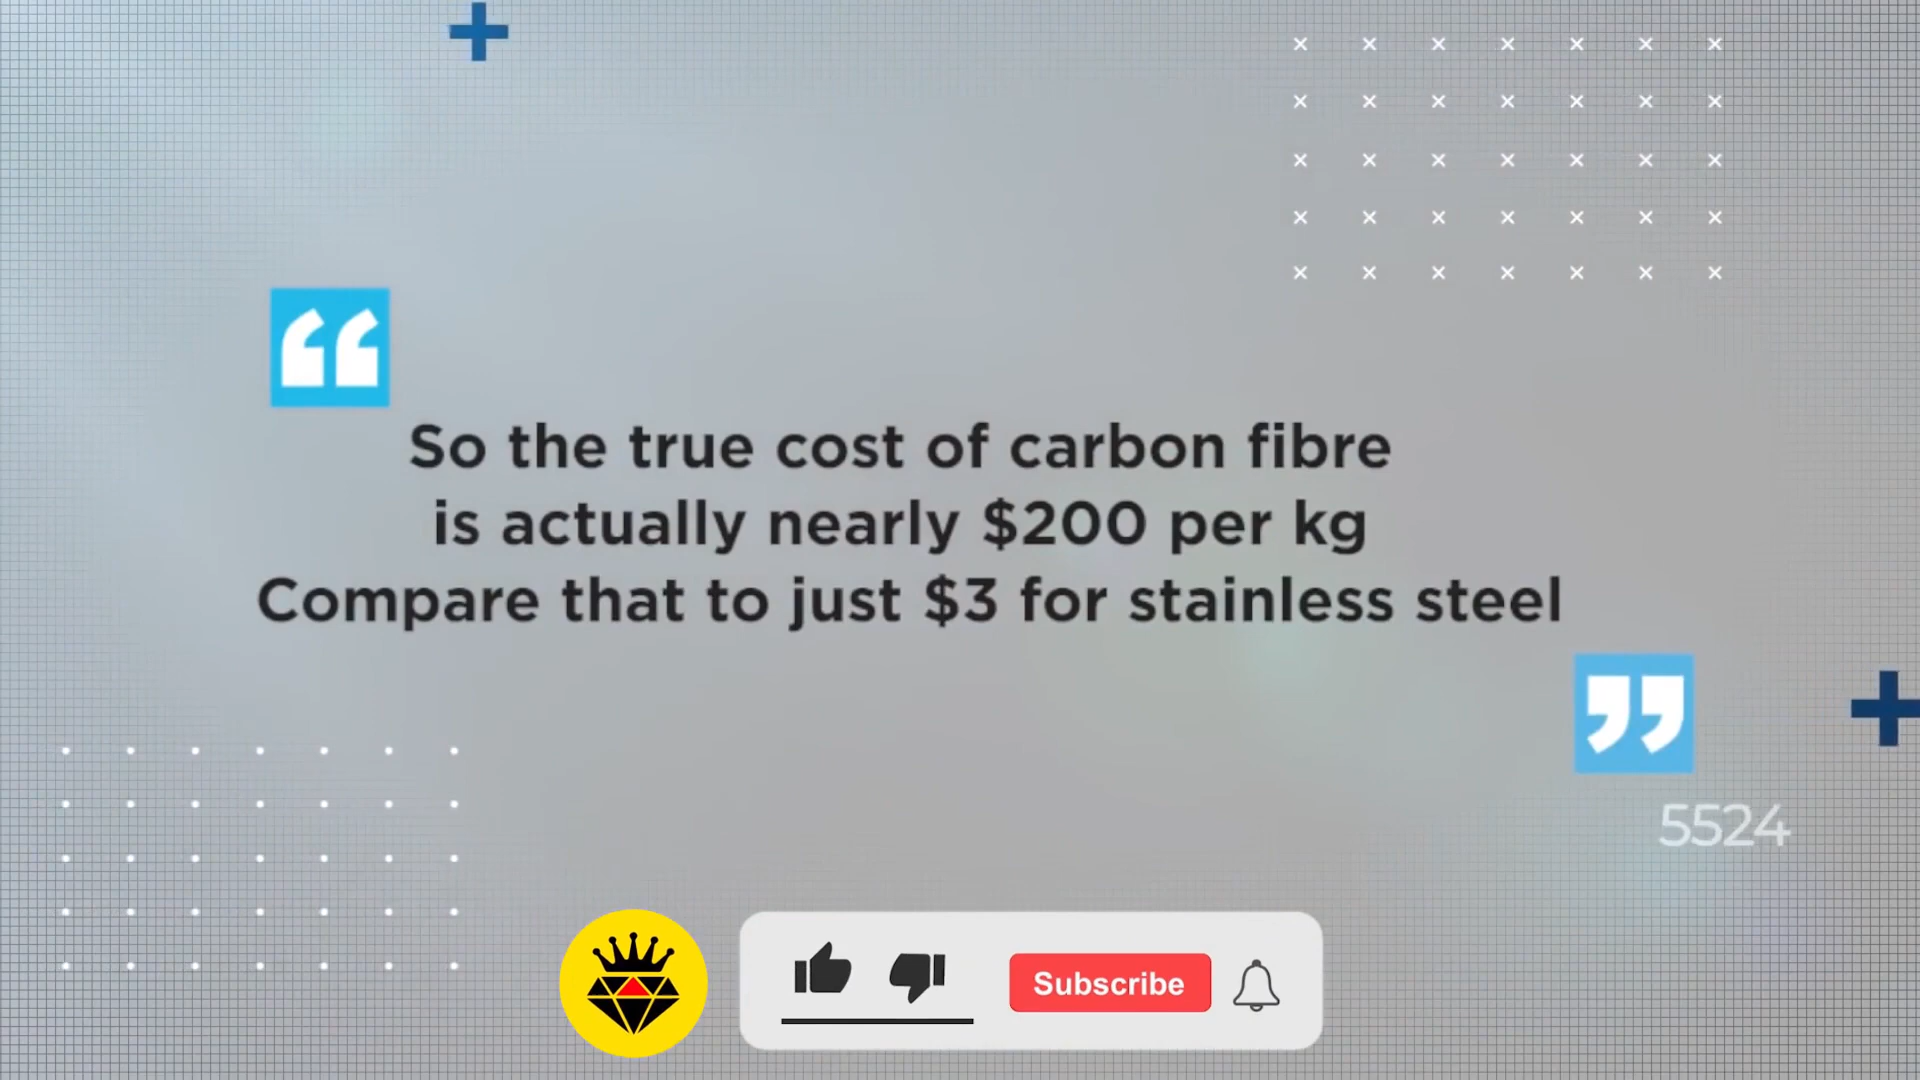 So the true cost of carbon fibre
is actually nearly $200 per kg
Compare that to just $3 for stainless steel
5524
Subscribe